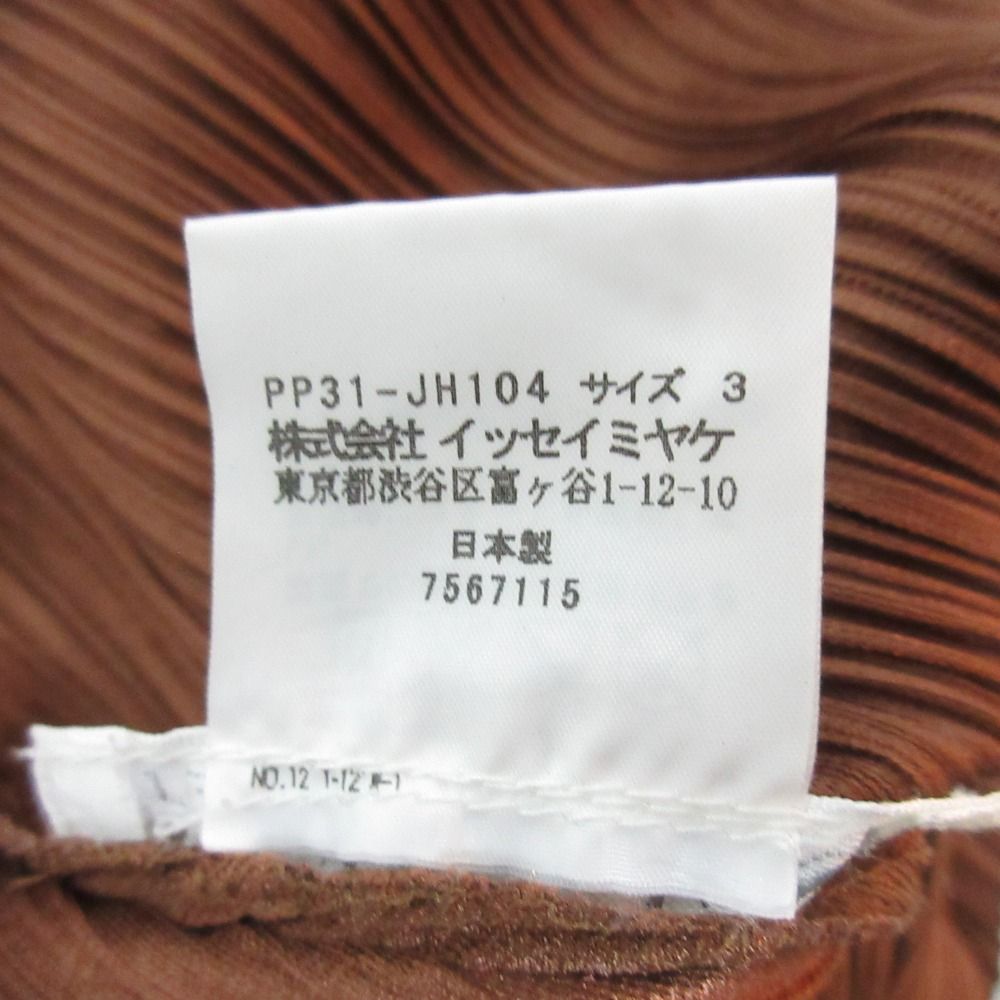 PP31-JH104 サイズ 3
株式会社 イッセイミヤケ
東京都渋谷区富ヶ谷1-12-10
日本製
7567115
NO.12 1-12